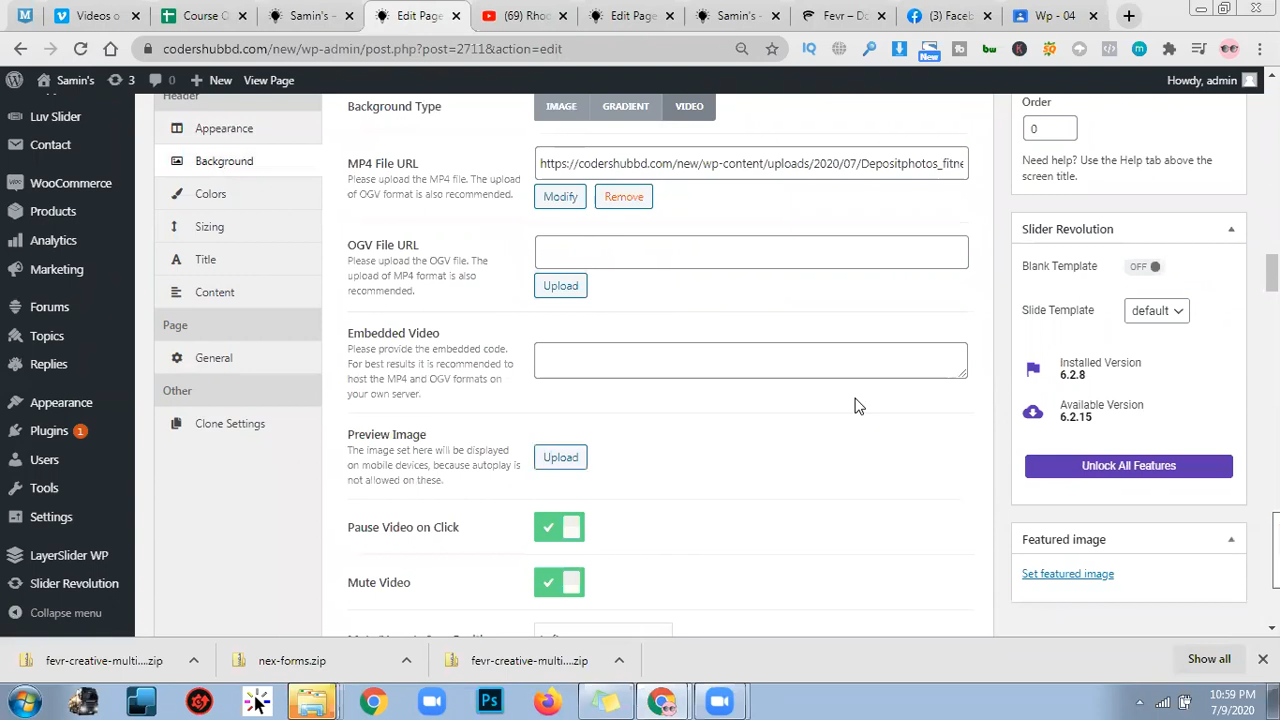 Videos
Course C
Samin's -
Edit Page
(69) Rho
Edit Page
Samin's -
Fevr – Do
(3) Faceb
Wp - 04
codershubbd.com/new/wp-admin/post.php?post=2711&action=edit
New
Samin's
3
0
New
View Page
Howdy, admin
Luv Slider
Contact
WooCommerce
Products
Analytics
Marketing
Forums
Topics
Replies
Appearance
Plugins 1
Users
Tools
Settings
LayerSlider WP
Slider Revolution
Collapse menu
Header
Appearance
Background
Colors
Sizing
Title
Content
Page
General
Other
Clone Settings
Background Type
IMAGE
GRADIENT
VIDEO
MP4 File URL
Please upload the MP4 file. The upload
of OGV format is also recommended.
https://codershubbd.com/new/wp-content/uploads/2020/07/Depositphotos_fitne
Modify
Remove
OGV File URL
Please upload the OGV file. The
upload of MP4 format is also
recommended.
Upload
Embedded Video
Please provide the embedded code.
For best results it is recommended to
host the MP4 and OGV formats on
your own server.
Preview Image
The image set here will be displayed
on mobile devices, because autoplay is
not allowed on these.
Upload
Pause Video on Click
Mute Video
Order
0
Need help? Use the Help tab above the
screen title.
Slider Revolution
Blank Template
OFF
Slide Template
default
Installed Version
6.2.8
Available Version
6.2.15
Unlock All Features
Featured image
Set featured image
fevr-creative-multi....zip
nex-forms.zip
fevr-creative-multi....zip
Show all
10:59 PM
7/9/2020